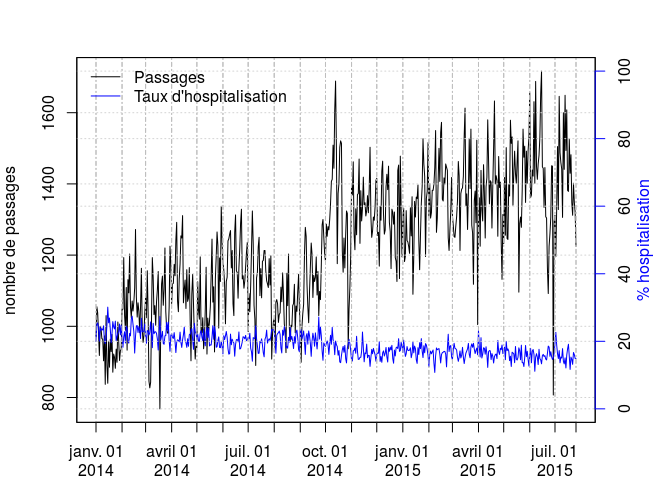 Passages
Taux d'hospitalisation
nombre de passages
800
1000
1200
1400
1600
% hospitalisation
0
20
40
60
80
100
janv. 01 avril 01 juil. 01 oct. 01 janv. 01 avril 01 juil. 01
2014 2014 2014 2014 2015 2015 2015